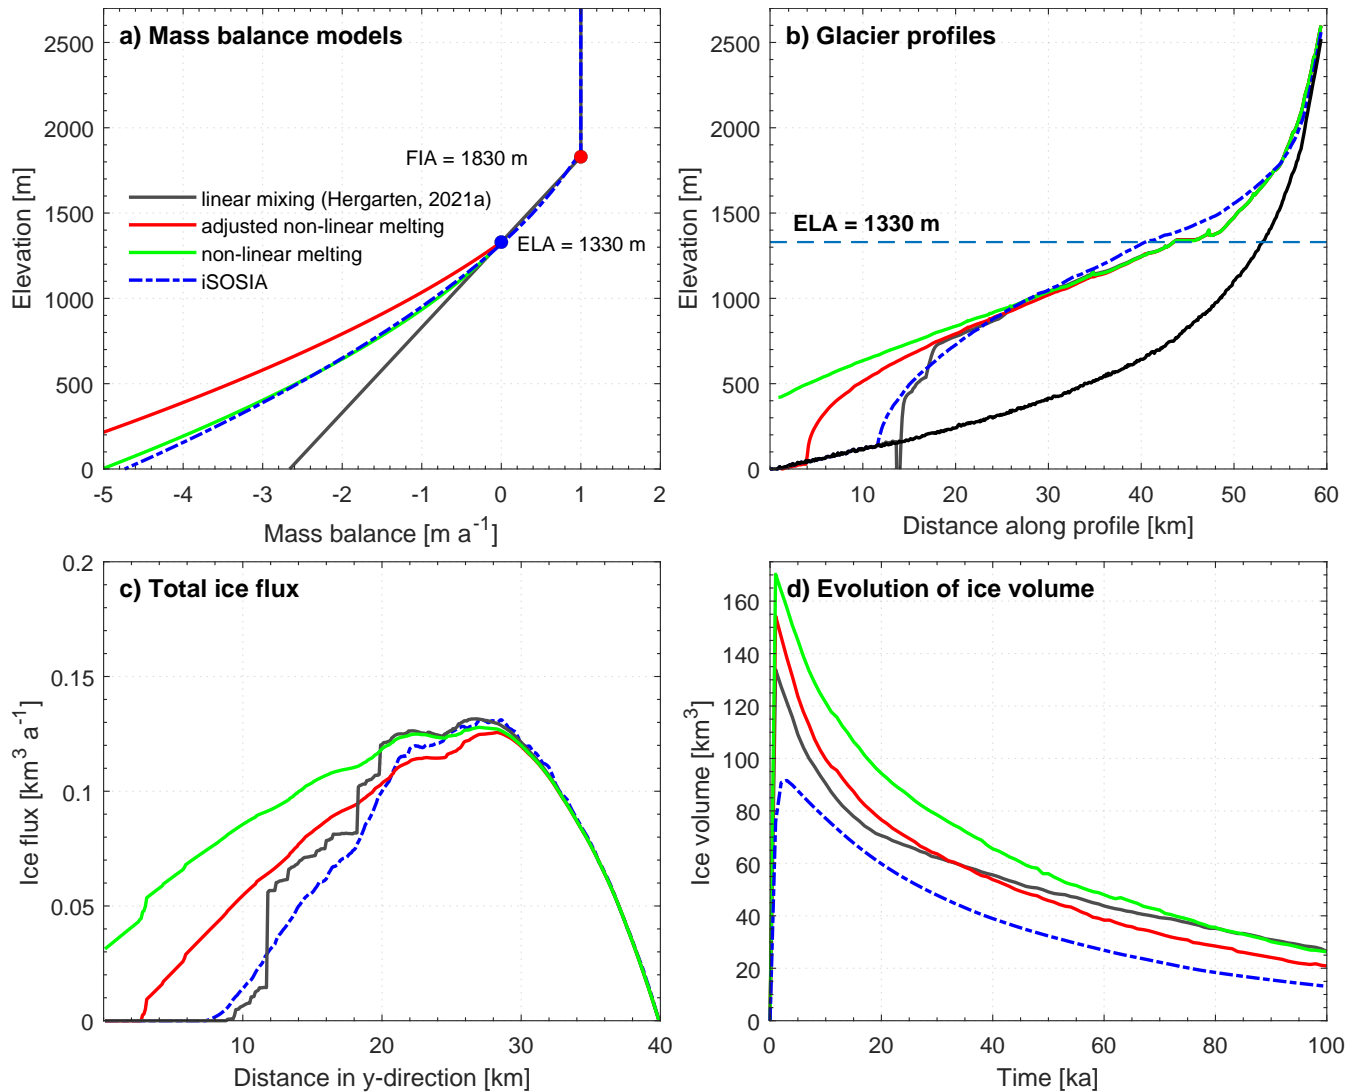 a) Mass balance models
2500
2000
1500
1000
500
0
Elevation [m]
FIA = 1830 m
linear mixing (Hergarten, 2021a)
adjusted non-linear melting
non-linear melting
iSOSIA
ELA = 1330 m
-5 -4 -3 -2 -1 0 1 2
Mass balance [m a-1]
b) Glacier profiles
2500
2000
1500
1000
500
0
Elevation [m]
ELA = 1330 m
10 20 30 40 50 60
Distance along profile [km]
c) Total ice flux
0.2
0.15
0.1
0.05
0
Ice flux [km3 a-1]
10 20 30 40
Distance in y-direction [km]
d) Evolution of ice volume
160
140
120
100
80
60
40
20
0
Ice volume [km3]
0 20 40 60 80 100
Time [ka]